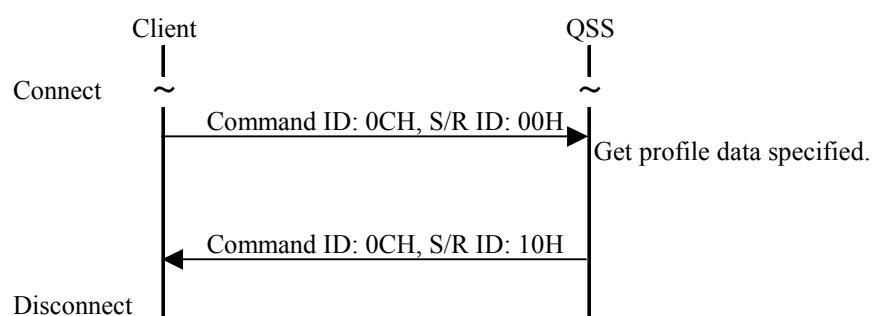 Client QSS
Connect ~ ~
Command ID: 0CH, S/R ID: 00H
Get profile data specified.
Command ID: 0CH, S/R ID: 10H
Disconnect